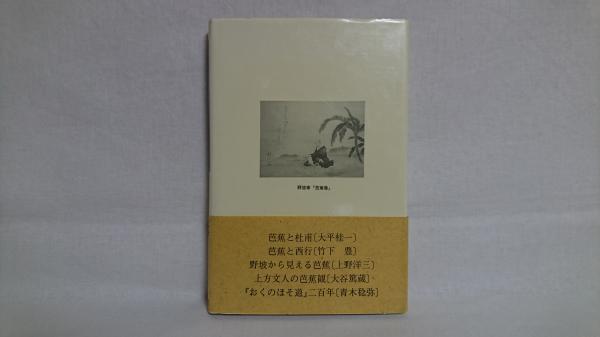 野坡筆「芭蕉像」
芭蕉と杜甫〔大平桂一〕
芭蕉と西行〔竹下 豊〕
野坡から見える芭蕉〔上野洋三〕
上方文人の芭蕉観〔大谷篤蔵〕
『おくのほそ道』二百年〔青木稔弥〕